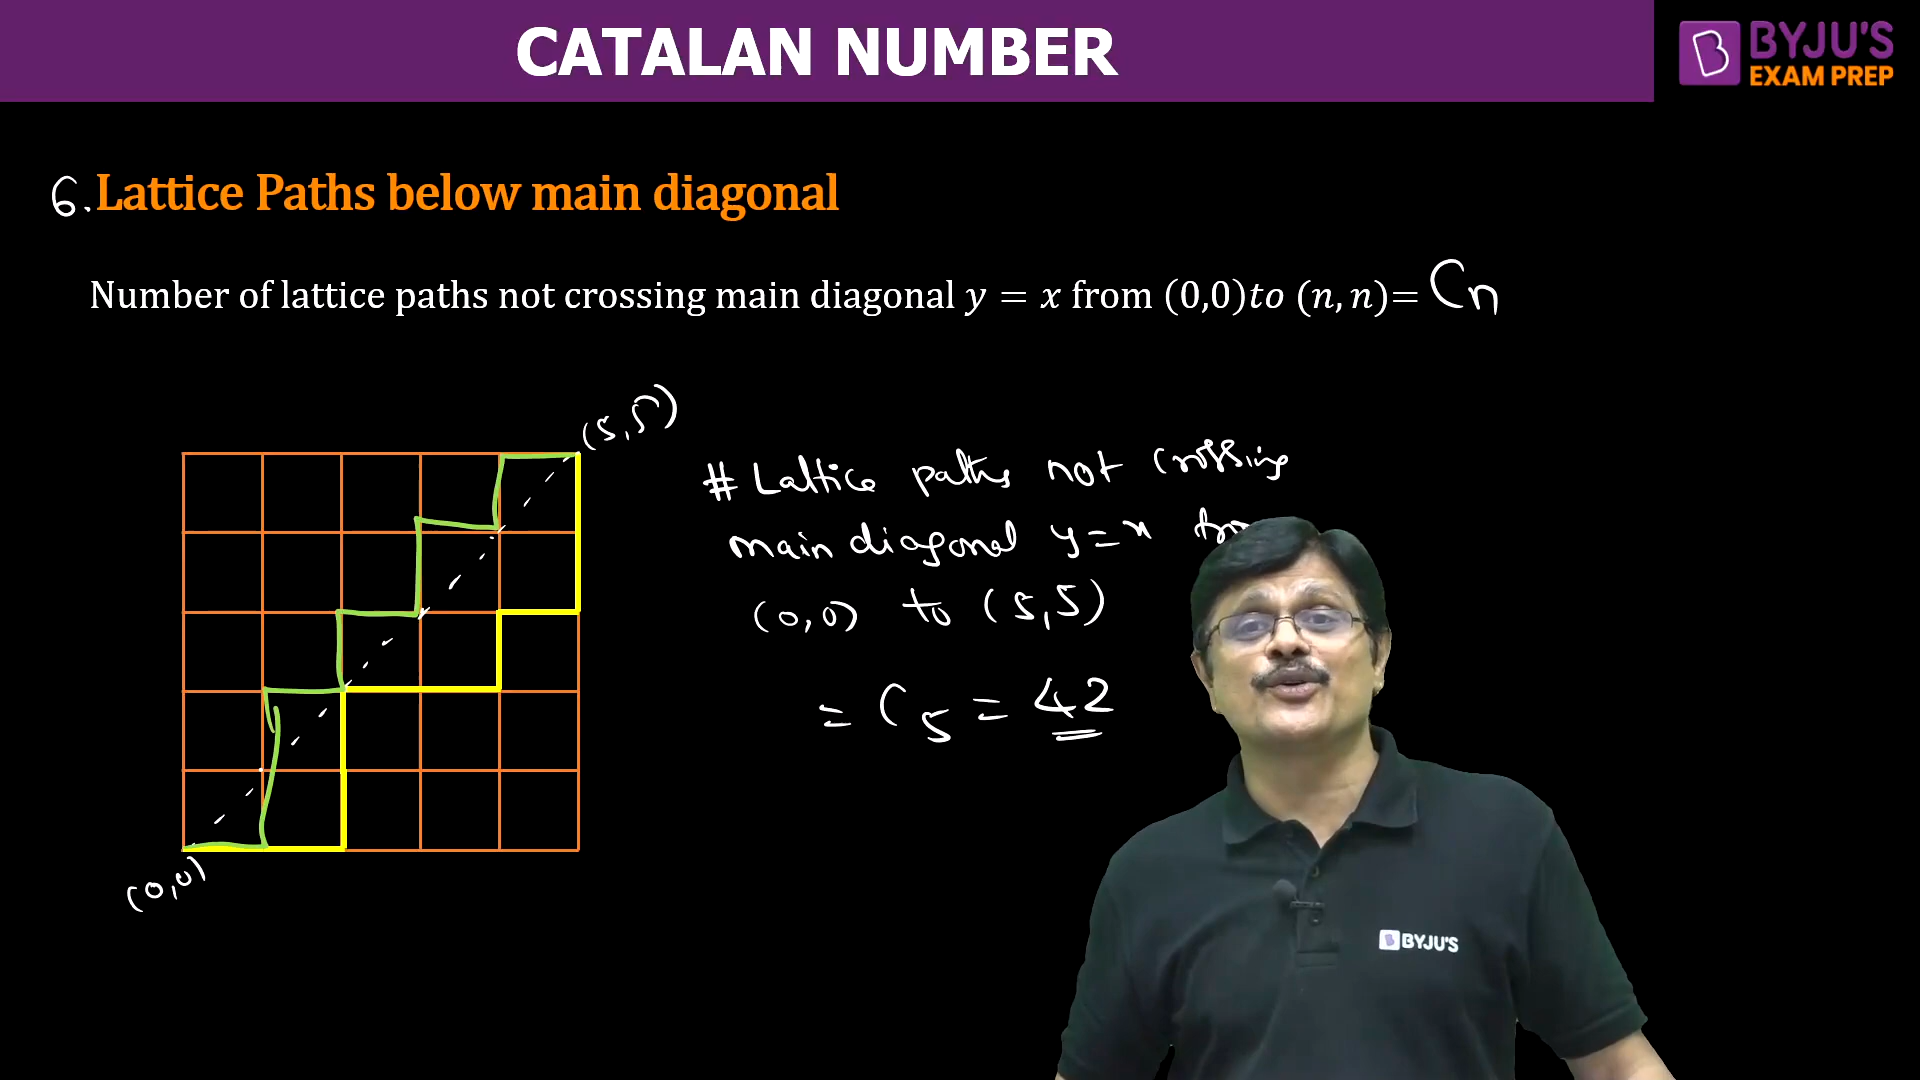 CATALAN NUMBER
BYJU'S
EXAM PREP
6. Lattice Paths below main diagonal
Number of lattice paths not crossing main diagonal y = x from (0,0)to (n, n)= Cn
(5,5)
# Lattice paths not crossing
main diagonal y=x
(0,0) to (5,5)
= C5 = 42
(0,0)
BYJU'S